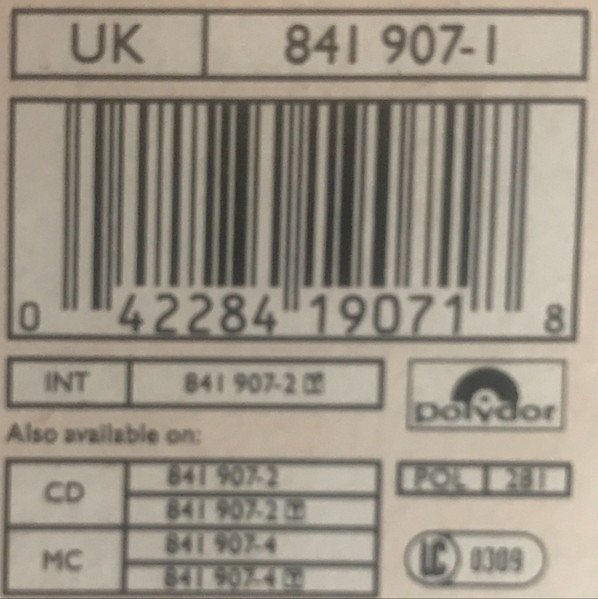 UK 841 907-1
0 42284 19071 8
INT 841 907-2 Y
polydor
Also available on:
CD 841 907-2
841 907-2 Y
POL 281
MC 841 907-4
841 907-4 Y
LC 0309